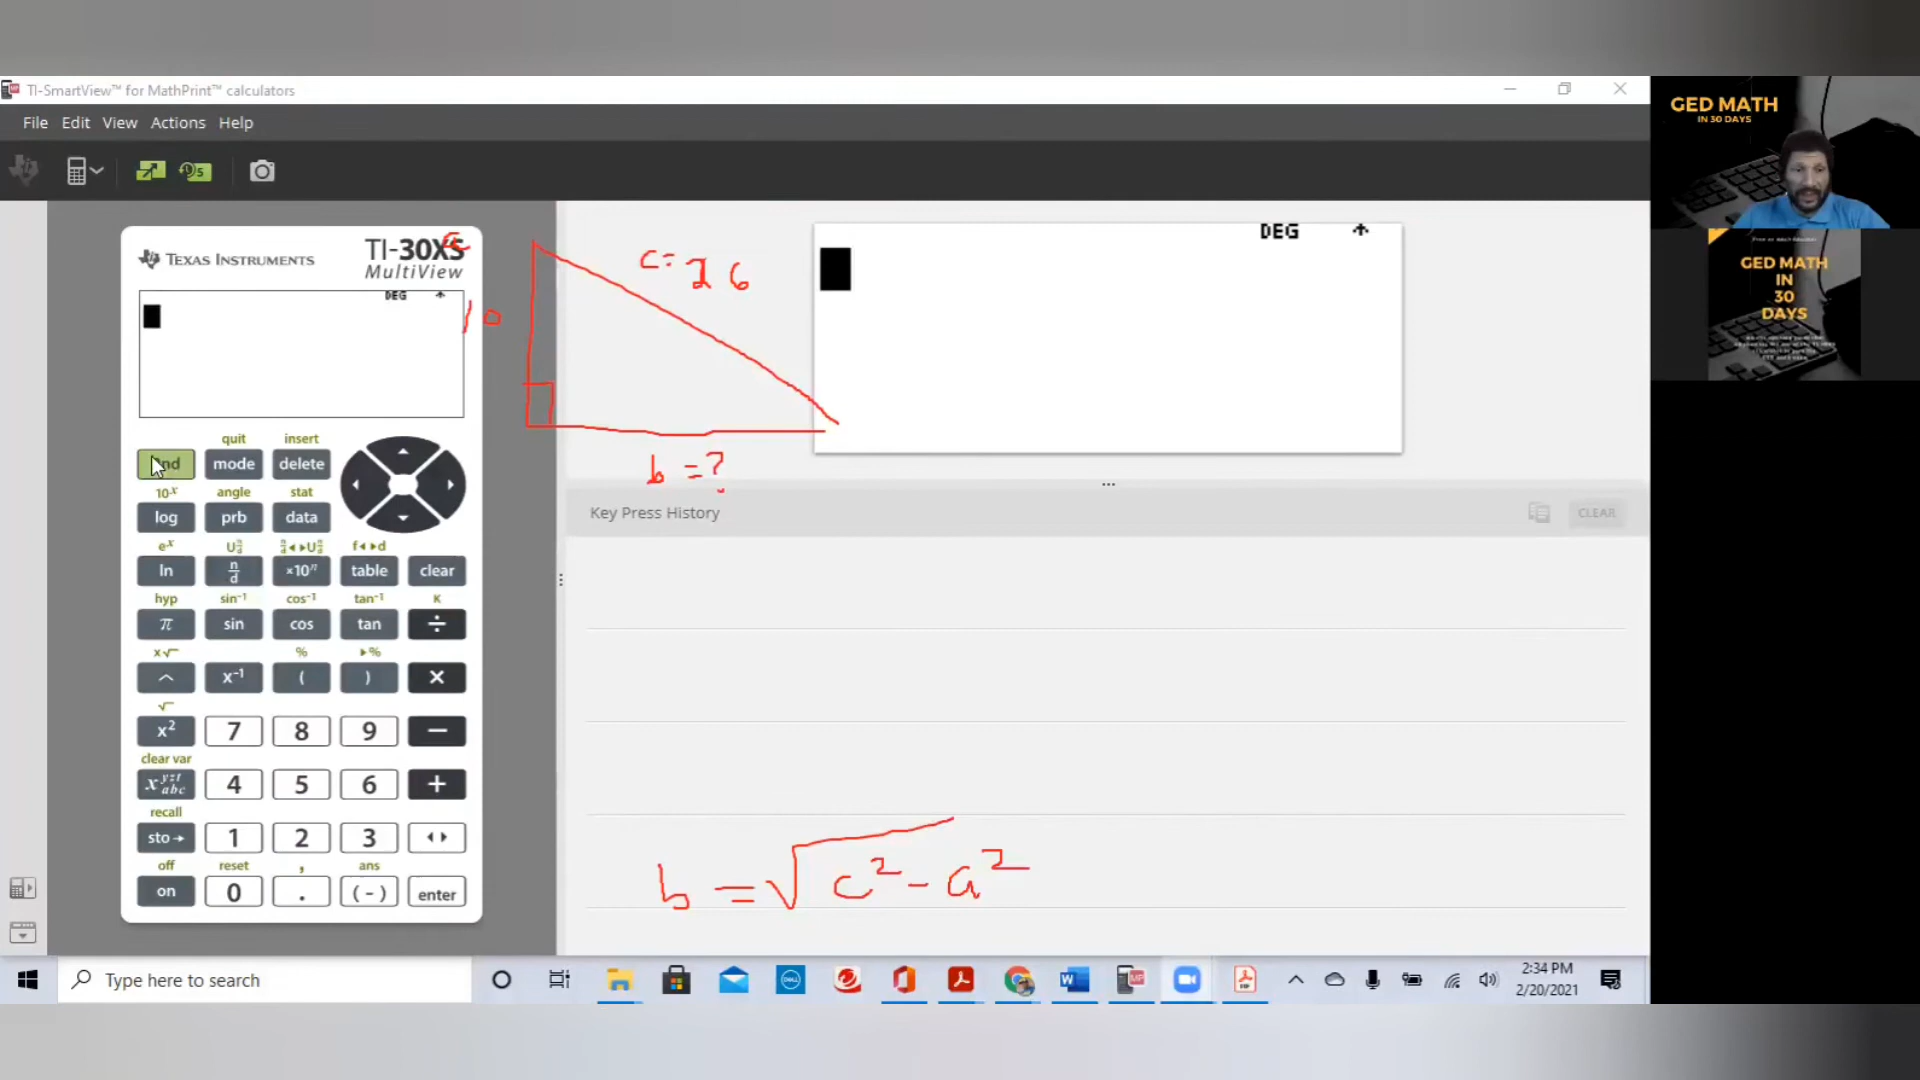 TI-SmartView™ for MathPrint™ calculators
File Edit View Actions Help
TEXAS INSTRUMENTS
TI-30XS
MultiView
DEG
quit insert
2nd mode delete
10ˣ angle stat
log prb data
eˣ U n/d n/d◄►U n/d f◄►d
ln n/d ×10ⁿ table clear
hyp sin⁻¹ cos⁻¹ tan⁻¹ K
π sin cos tan ÷
x√ % ►%
^ x⁻¹ ( ) ×
√
x² 7 8 9 −
clear var
x yzt abc 4 5 6 +
recall
sto→ 1 2 3 ◄►
off reset , ans
on 0 . (-) enter
a
10
c = 26
b = ?
DEG
Key Press History
CLEAR
b = √c² - a²
GED MATH
IN 30 DAYS
GED MATH
IN
30
DAYS
Type here to search
2:34 PM
2/20/2021